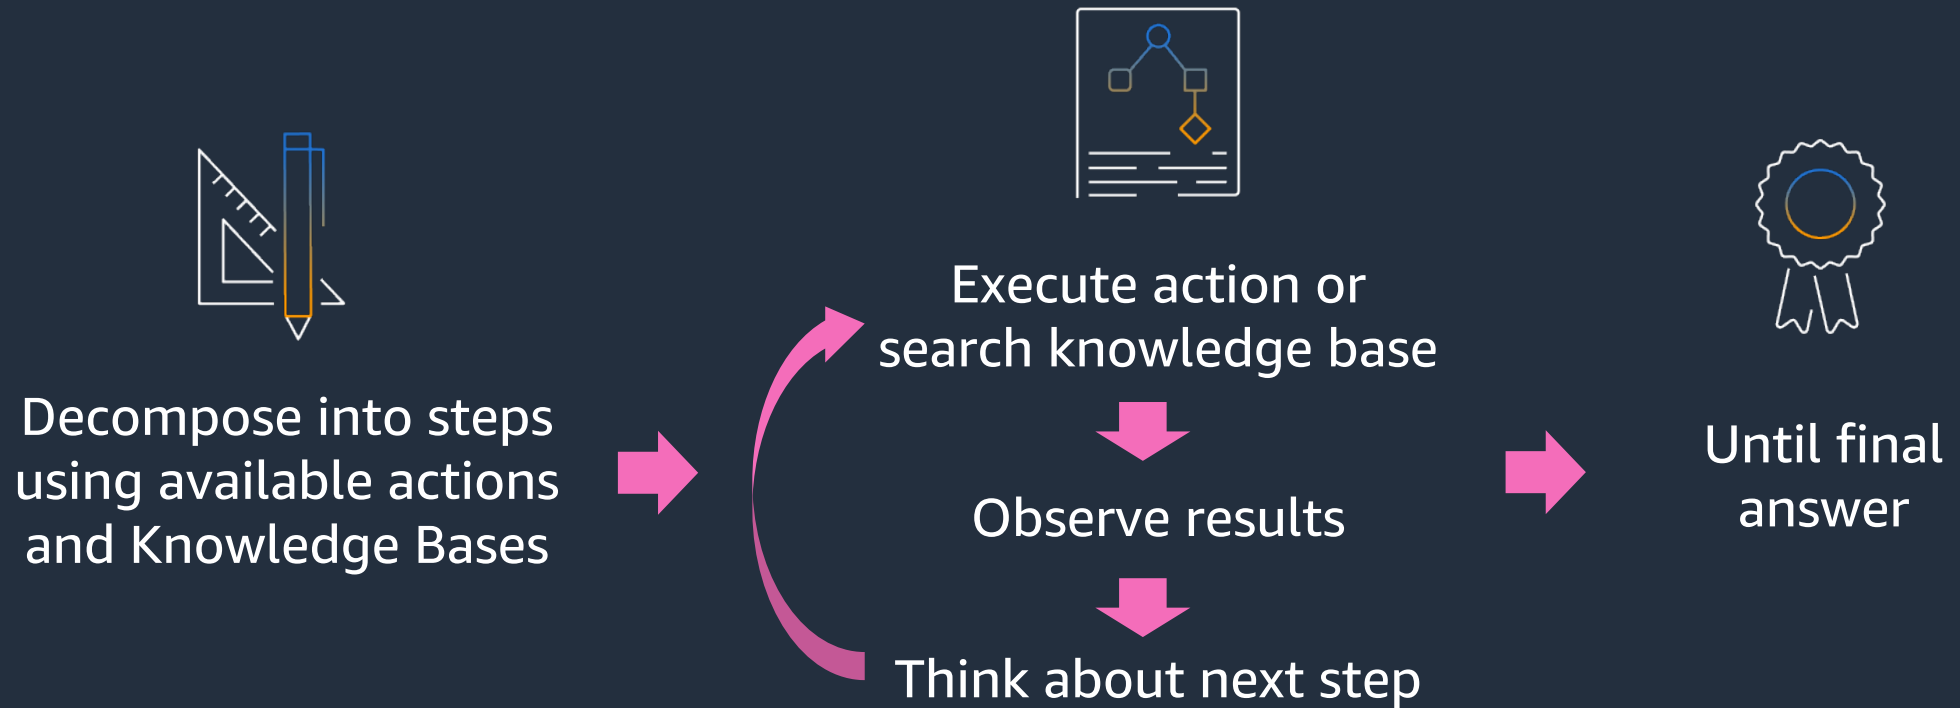 Decompose into steps
using available actions
and Knowledge Bases
Execute action or
search knowledge base
Observe results
Think about next step
Until final
answer